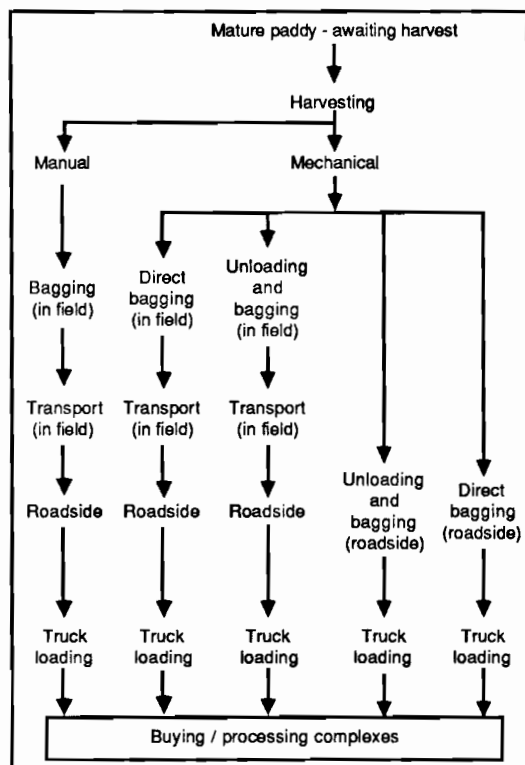 Mature paddy - awaiting harvest
Harvesting
Manual
Mechanical
Bagging
(in field)
Direct
bagging
(in field)
Unloading
and
bagging
(in field)
Transport
(in field)
Transport
(in field)
Transport
(in field)
Roadside
Roadside
Roadside
Unloading
and
bagging
(roadside)
Direct
bagging
(roadside)
Truck
loading
Truck
loading
Truck
loading
Truck
loading
Truck
loading
Buying / processing complexes